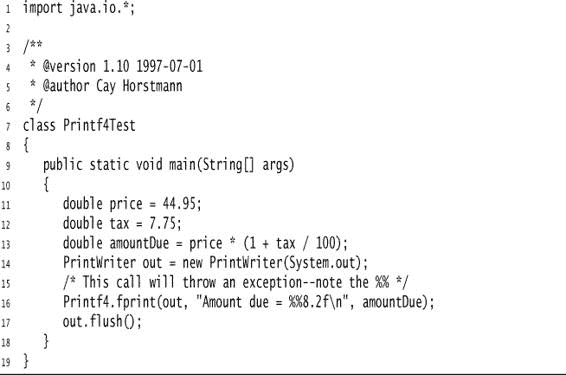 1 import java.io.*;
2
3 /**
4  * @version 1.10 1997-07-01
5  * @author Cay Horstmann
6  */
7 class Printf4Test
8 {
9    public static void main(String[] args)
10    {
11       double price = 44.95;
12       double tax = 7.75;
13       double amountDue = price * (1 + tax / 100);
14       PrintWriter out = new PrintWriter(System.out);
15       /* This call will throw an exception--note the %% */
16       Printf4.fprint(out, "Amount due = %%8.2f\n", amountDue);
17       out.flush();
18    }
19 }